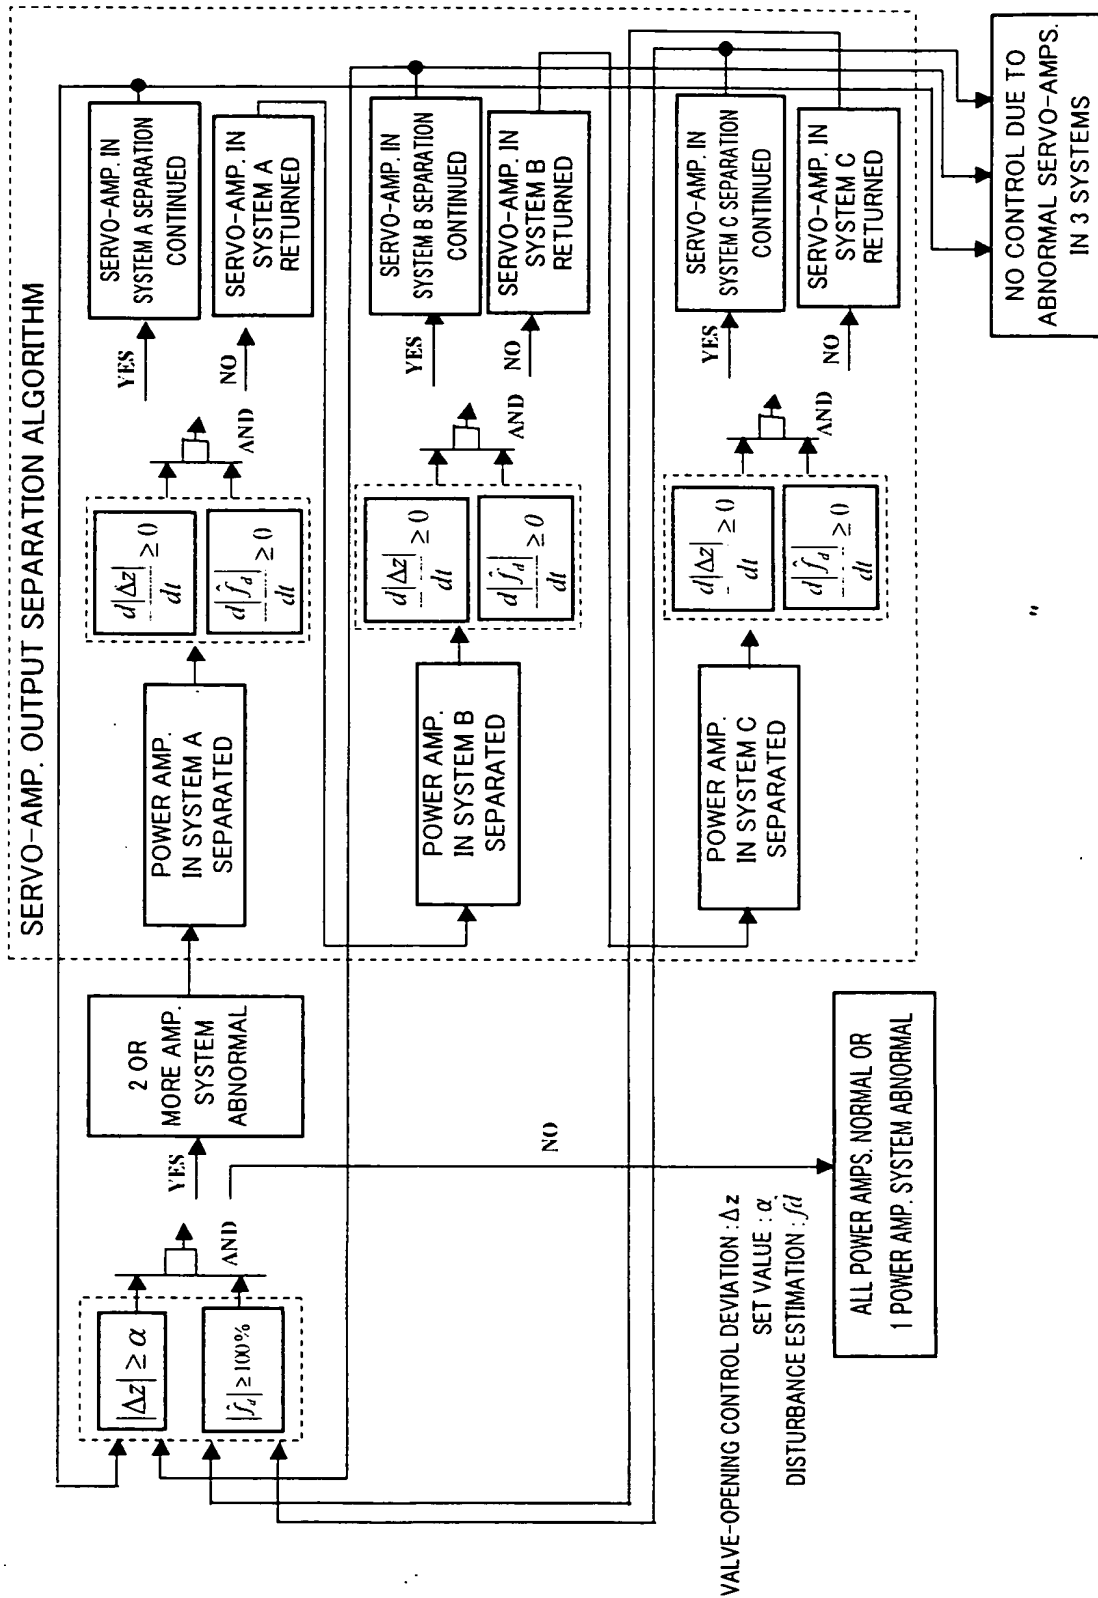 SERVO-AMP. OUTPUT SEPARATION ALGORITHM
|Δz| ≥ α
|f̂d| ≥ 100%
AND
YES
NO
2 OR
MORE AMP.
SYSTEM
ABNORMAL
POWER AMP.
IN SYSTEM A
SEPARATED
d|Δz|/dt ≥ 0
d|f̂d|/dt ≥ 0
AND
YES
NO
SERVO-AMP. IN
SYSTEM A SEPARATION
CONTINUED
SERVO-AMP. IN
SYSTEM A
RETURNED
POWER AMP.
IN SYSTEM B
SEPARATED
d|Δz|/dt ≥ 0
d|f̂d|/dt ≥ 0
AND
YES
NO
SERVO-AMP. IN
SYSTEM B SEPARATION
CONTINUED
SERVO-AMP. IN
SYSTEM B
RETURNED
POWER AMP.
IN SYSTEM C
SEPARATED
d|Δz|/dt ≥ 0
d|f̂d|/dt ≥ 0
AND
YES
NO
SERVO-AMP. IN
SYSTEM C SEPARATION
CONTINUED
SERVO-AMP. IN
SYSTEM C
RETURNED
VALVE-OPENING CONTROL DEVIATION : Δz
SET VALUE : α
DISTURBANCE ESTIMATION : fd
ALL POWER AMPS. NORMAL OR
1 POWER AMP. SYSTEM ABNORMAL
NO CONTROL DUE TO
ABNORMAL SERVO-AMPS.
IN 3 SYSTEMS
"